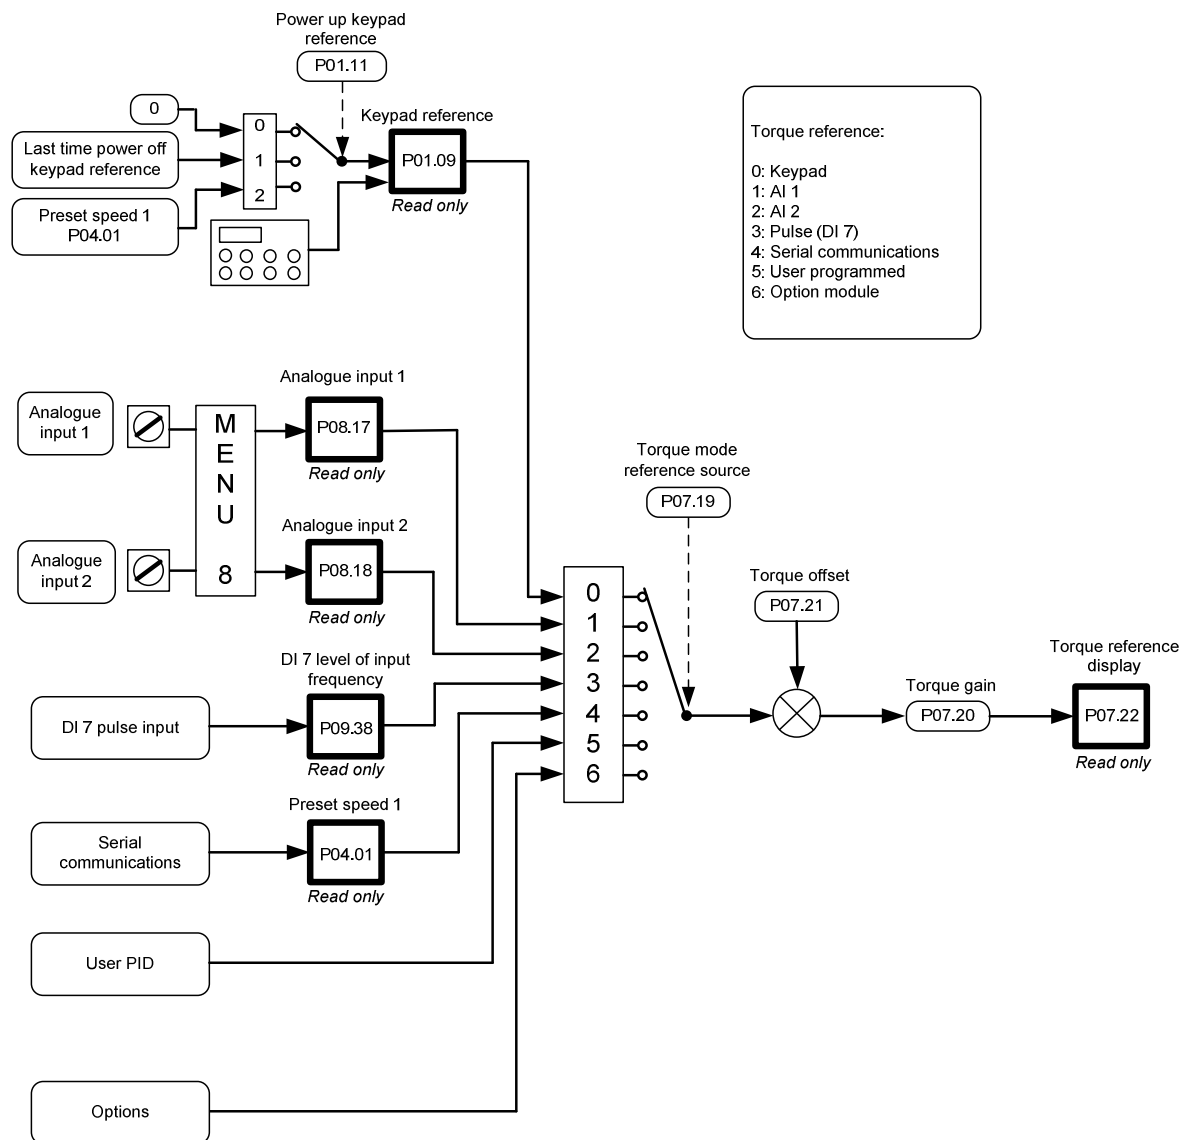 Power up keypad
reference
P01.11
0
Last time power off
keypad reference
Preset speed 1
P04.01
0
1
2
Keypad reference
P01.09
Read only
Torque reference:
0: Keypad
1: AI 1
2: AI 2
3: Pulse (DI 7)
4: Serial communications
5: User programmed
6: Option module
Analogue
input 1
Analogue
input 2
M
E
N
U
8
Analogue input 1
P08.17
Read only
Analogue input 2
P08.18
Read only
DI 7 pulse input
DI 7 level of input
frequency
P09.38
Read only
Serial
communications
Preset speed 1
P04.01
Read only
User PID
Options
0
1
2
3
4
5
6
Torque mode
reference source
P07.19
Torque offset
P07.21
Torque gain
P07.20
Torque reference
display
P07.22
Read only